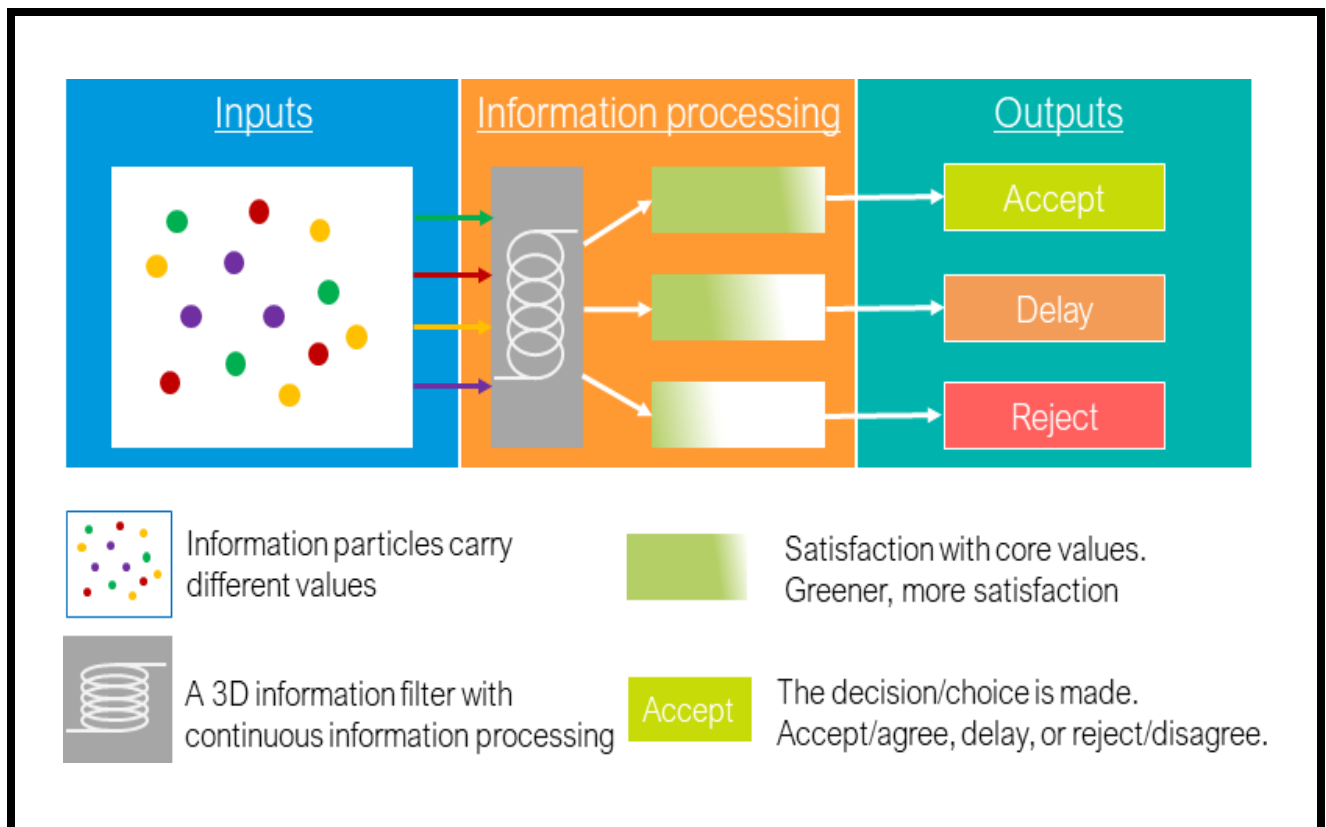 Inputs
Information processing
Outputs
Accept
Delay
Reject
Information particles carry
different values
Satisfaction with core values.
Greener, more satisfaction
A 3D information filter with
continuous information processing
Accept
The decision/choice is made.
Accept/agree, delay, or reject/disagree.